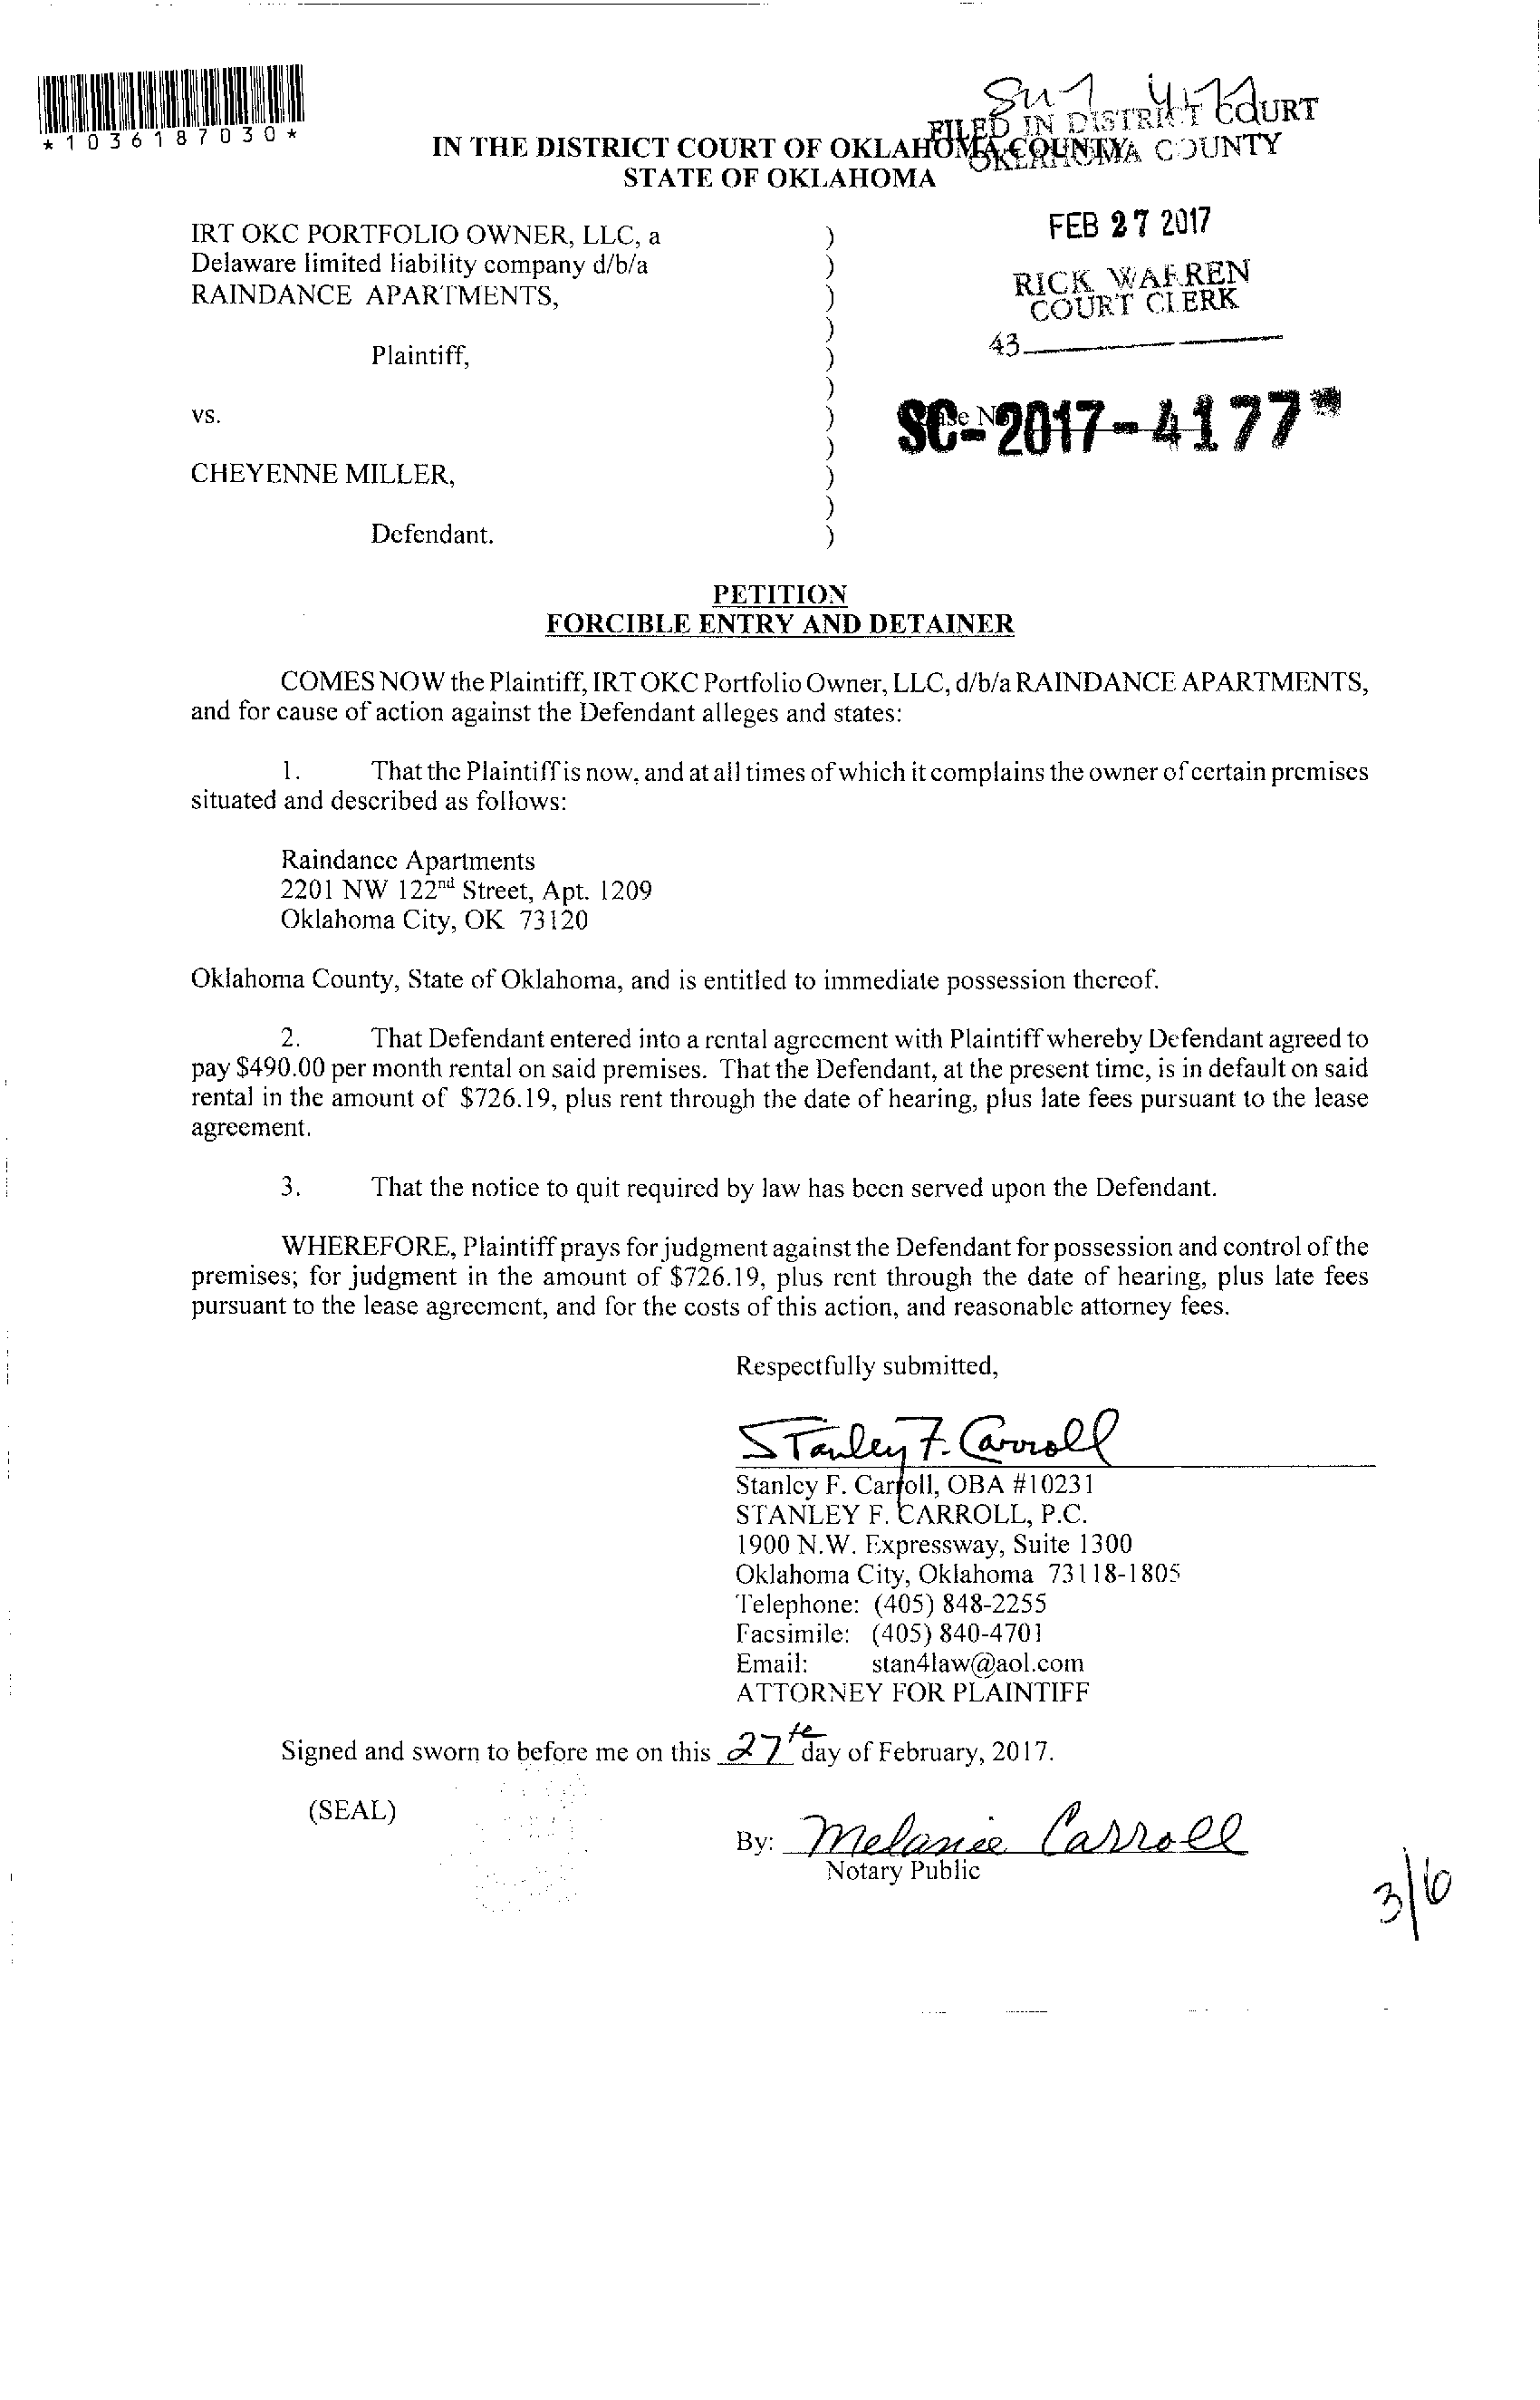 *1036187030*
FILED IN DISTRICT COURT
OKLAHOMA COUNTY
IN THE DISTRICT COURT OF OKLAHOMA COUNTY
STATE OF OKLAHOMA
FEB 27 2017
RICK WARREN
COURT CLERK
43
IRT OKC PORTFOLIO OWNER, LLC, a )
Delaware limited liability company d/b/a )
RAINDANCE APARTMENTS, )
)
Plaintiff, )
)
vs. ) Case No
SC-2017-4177
)
CHEYENNE MILLER, )
)
Defendant. )
PETITION
FORCIBLE ENTRY AND DETAINER
COMES NOW the Plaintiff, IRT OKC Portfolio Owner, LLC, d/b/a RAINDANCE APARTMENTS,
and for cause of action against the Defendant alleges and states:
1. That the Plaintiff is now, and at all times of which it complains the owner of certain premises
situated and described as follows:
Raindance Apartments
2201 NW 122nd Street, Apt. 1209
Oklahoma City, OK 73120
Oklahoma County, State of Oklahoma, and is entitled to immediate possession thereof.
2. That Defendant entered into a rental agreement with Plaintiff whereby Defendant agreed to
pay $490.00 per month rental on said premises. That the Defendant, at the present time, is in default on said
rental in the amount of $726.19, plus rent through the date of hearing, plus late fees pursuant to the lease
agreement.
3. That the notice to quit required by law has been served upon the Defendant.
WHEREFORE, Plaintiff prays for judgment against the Defendant for possession and control of the
premises; for judgment in the amount of $726.19, plus rent through the date of hearing, plus late fees
pursuant to the lease agreement, and for the costs of this action, and reasonable attorney fees.
Respectfully submitted,
Stanley F. Carroll
Stanley F. Carroll, OBA #10231
STANLEY F. CARROLL, P.C.
1900 N.W. Expressway, Suite 1300
Oklahoma City, Oklahoma 73118-1805
Telephone: (405) 848-2255
Facsimile: (405) 840-4701
Email: stan4law@aol.com
ATTORNEY FOR PLAINTIFF
Signed and sworn to before me on this 27th day of February, 2017.
(SEAL)
By: Melanie Carroll
Notary Public
3/6